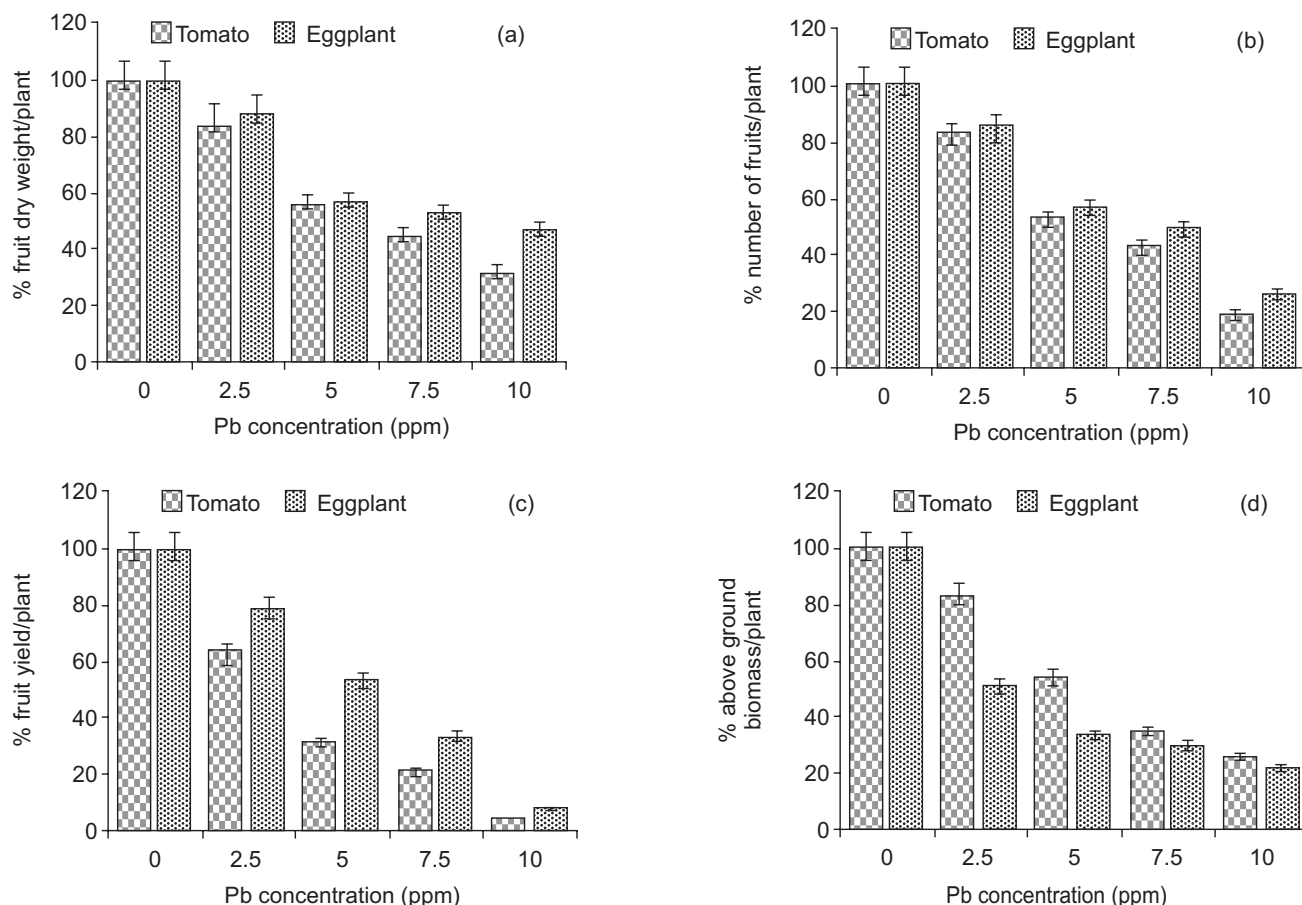 120
Tomato Eggplant (a)
100
80
60
40
20
0
% fruit dry weight/plant
0 2.5 5 7.5 10
Pb concentration (ppm)
120
Tomato Eggplant (b)
100
80
60
40
20
0
% number of fruits/plant
0 2.5 5 7.5 10
Pb concentration (ppm)
120
Tomato Eggplant (c)
100
80
60
40
20
0
% fruit yield/plant
0 2.5 5 7.5 10
Pb concentration (ppm)
120
Tomato Eggplant (d)
100
80
60
40
20
0
% above ground
biomass/plant
0 2.5 5 7.5 10
Pb concentration (ppm)